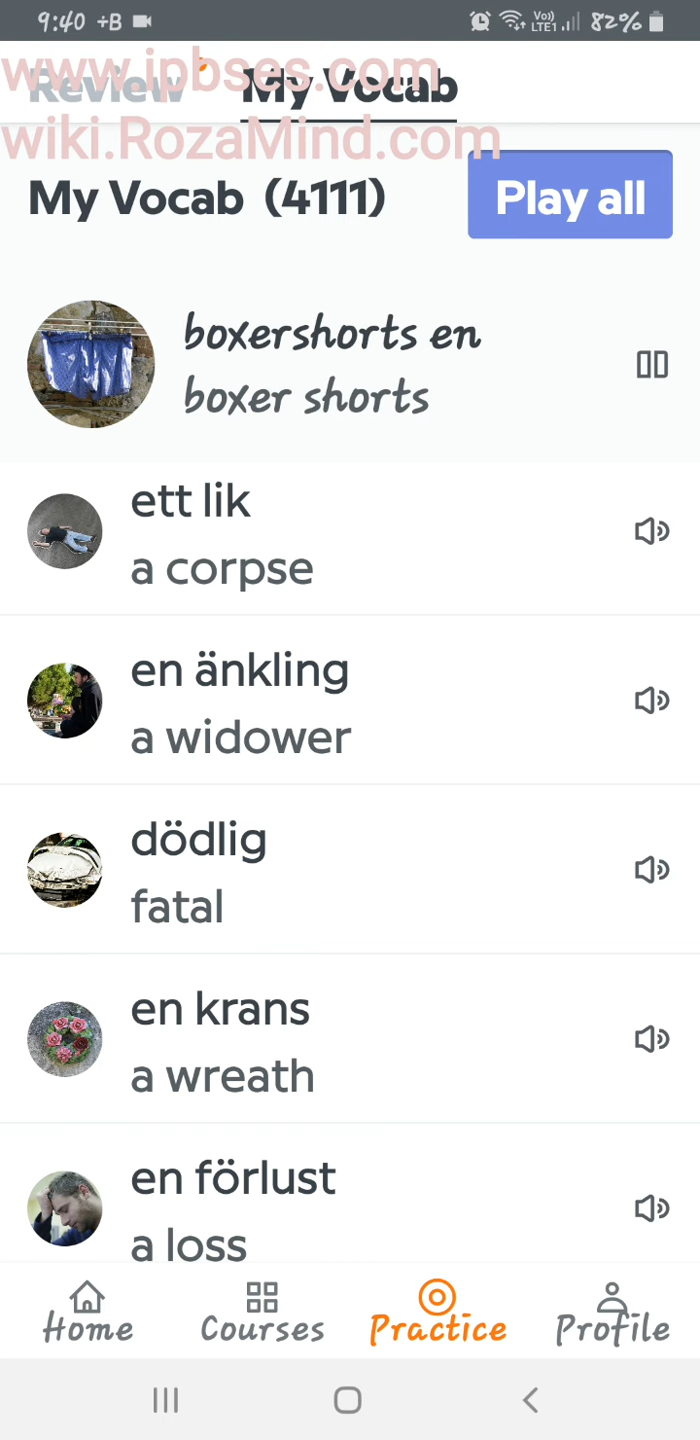 9:40 ÷B Vo) LTE1 82%
www.ipbses.com
Review My Vocab
wiki.RozaMind.com
My Vocab (4111) Play all
boxershorts en
boxer shorts
ett lik
a corpse
en änkling
a widower
dödlig
fatal
en krans
a wreath
en förlust
a loss
Home Courses Practice Profile